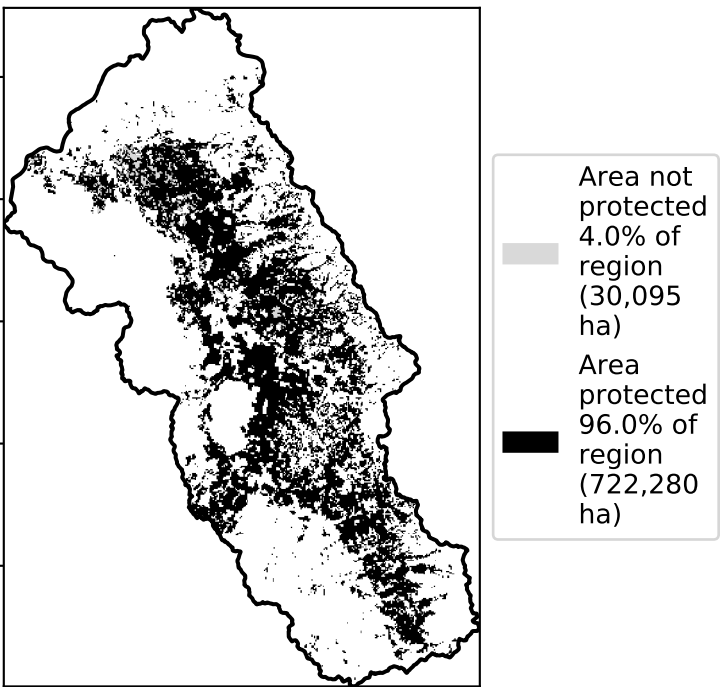 Area not
protected
4.0% of
region
(30,095
ha)
Area
protected
96.0% of
region
(722,280
ha)